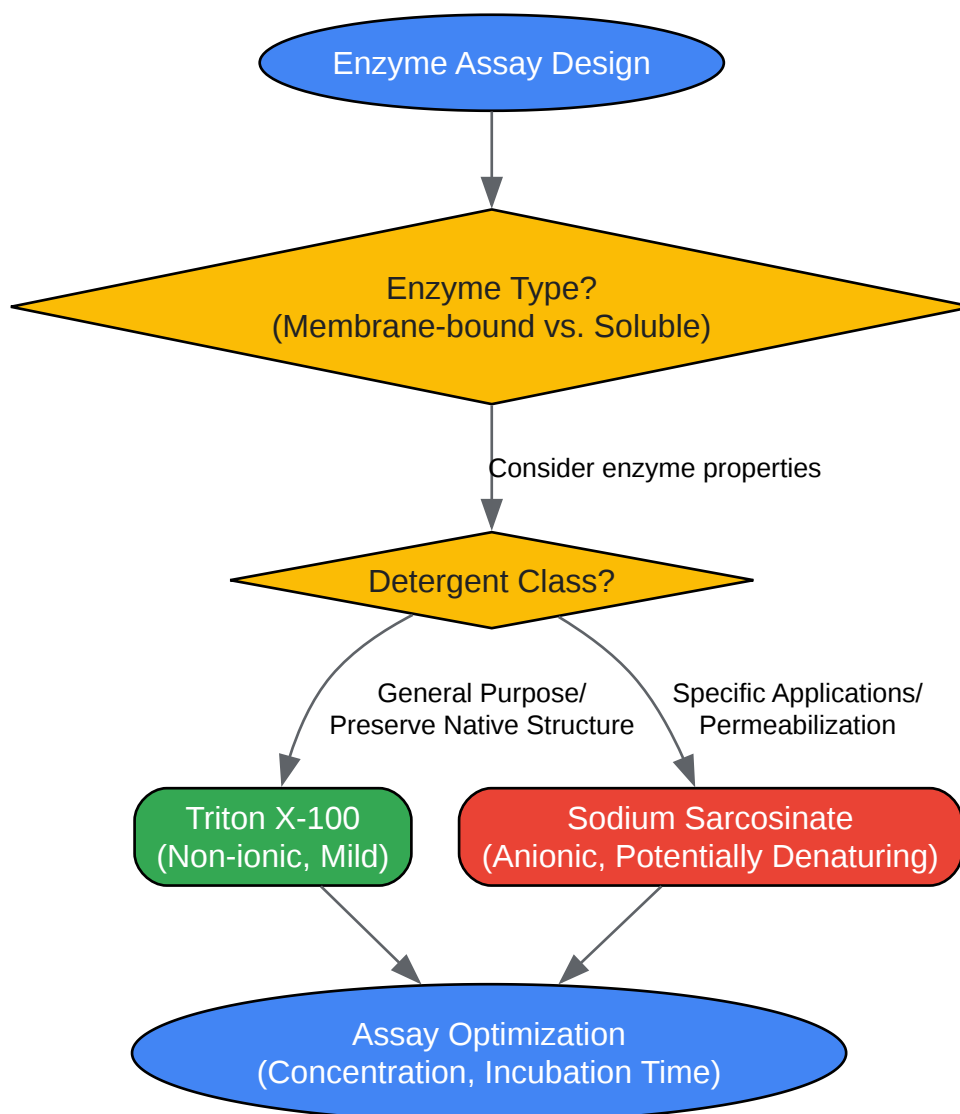 Enzyme Assay Design
Enzyme Type?
(Membrane-bound vs. Soluble)
Consider enzyme properties
Detergent Class?
General Purpose/
Preserve Native Structure
Specific Applications/
Permeabilization
Triton X-100
(Non-ionic, Mild)
Sodium Sarcosinate
(Anionic, Potentially Denaturing)
Assay Optimization
(Concentration, Incubation Time)